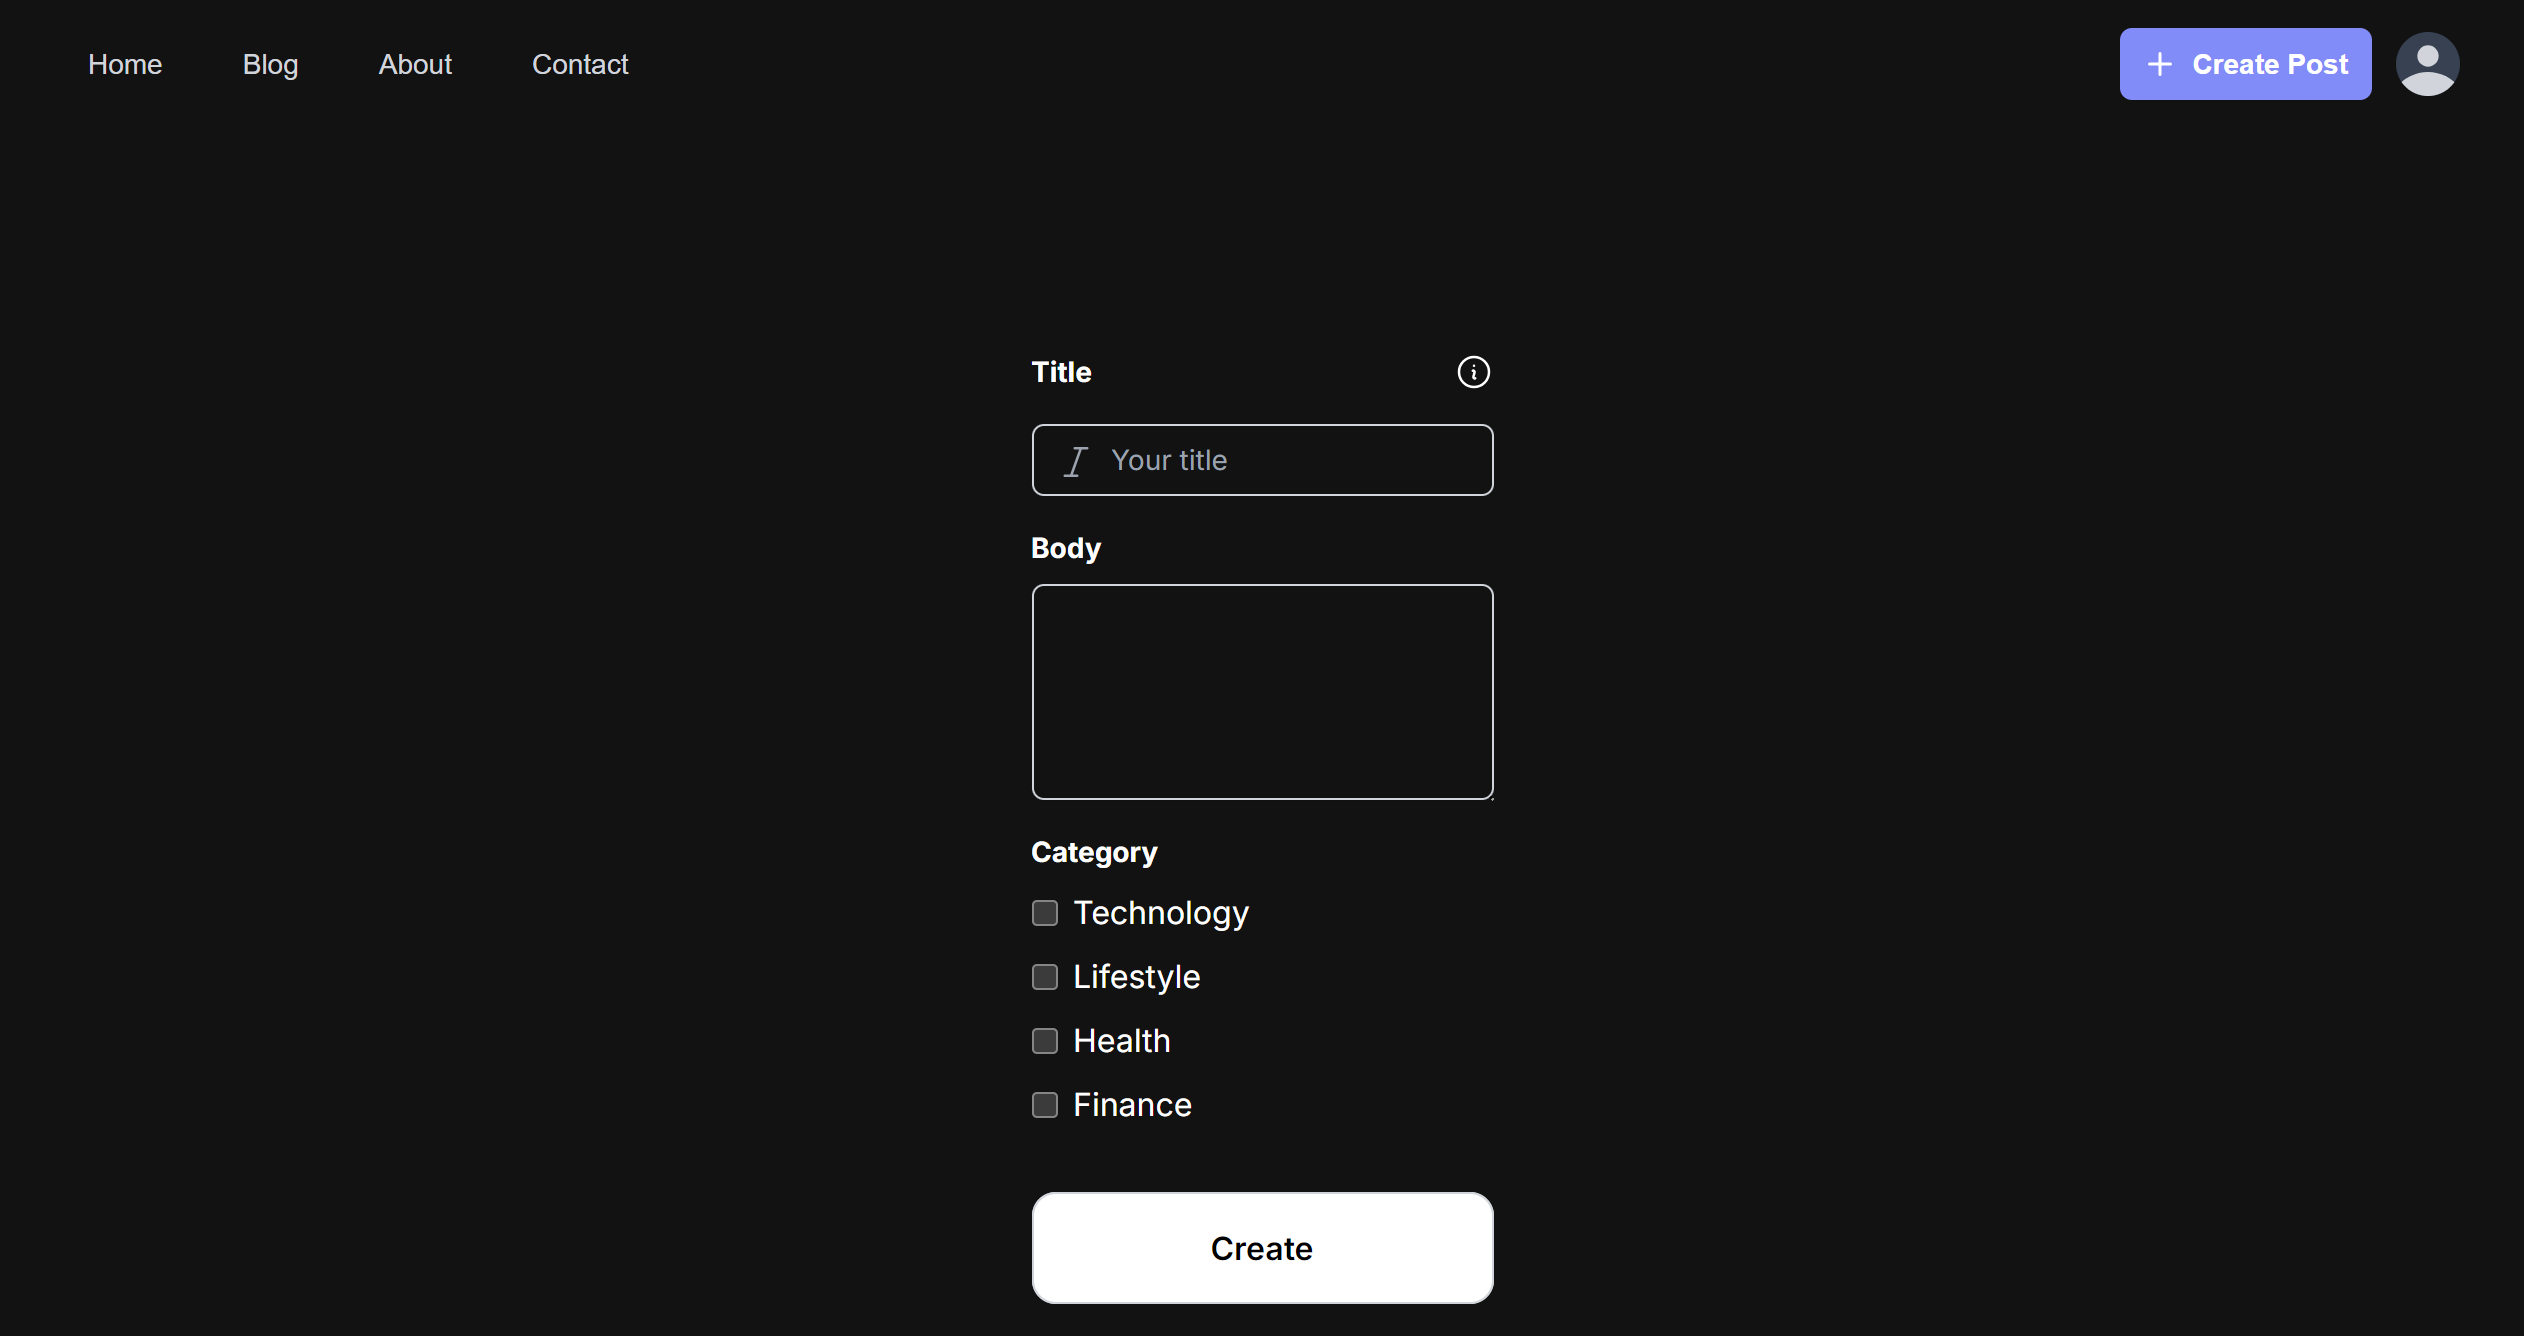 Home Blog About Contact Create Post
Title
Your title
Body
Category
Technology
Lifestyle
Health
Finance
Create